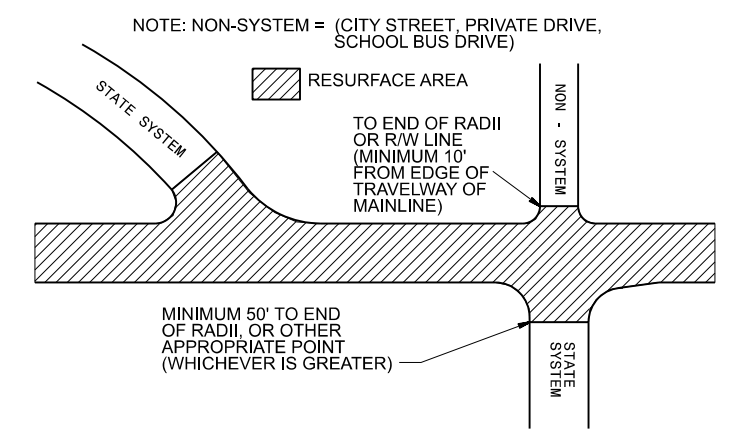 NOTE: NON-SYSTEM = (CITY STREET, PRIVATE DRIVE,
SCHOOL BUS DRIVE)
RESURFACE AREA
STATE SYSTEM
TO END OF RADII
OR R/W LINE
(MINIMUM 10'
FROM EDGE OF
TRAVELWAY OF
MAINLINE)
NON - SYSTEM
MINIMUM 50' TO END
OF RADII, OR OTHER
APPROPRIATE POINT
(WHICHEVER IS GREATER)
STATE
SYSTEM